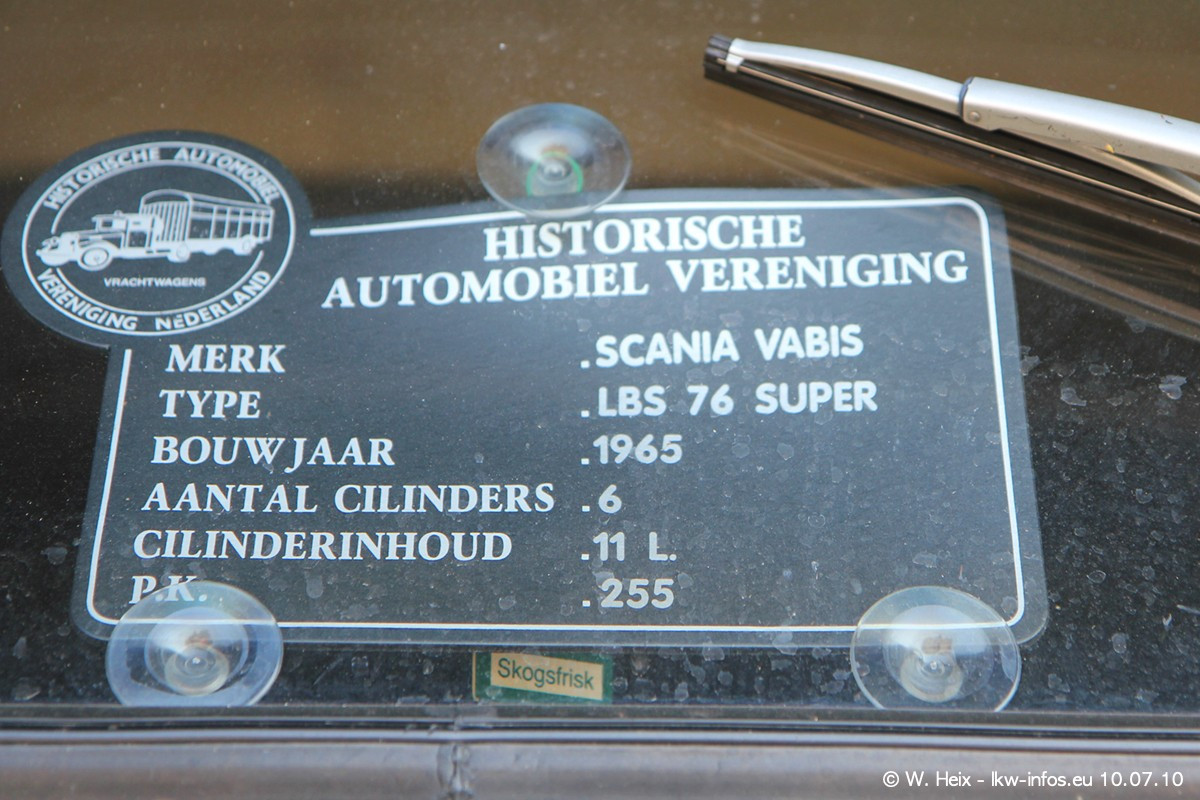 HISTORISCHE AUTOMOBIEL
VRACHTWAGENS
VERENIGING NEDERLAND
HISTORISCHE
AUTOMOBIEL VERENIGING
MERK .SCANIA VABIS
TYPE .LBS 76 SUPER
BOUWJAAR .1965
AANTAL CILINDERS .6
CILINDERINHOUD .11 L.
P.K. .255
Skogsfrisk
© W. Heix - lkw-infos.eu 10.07.10